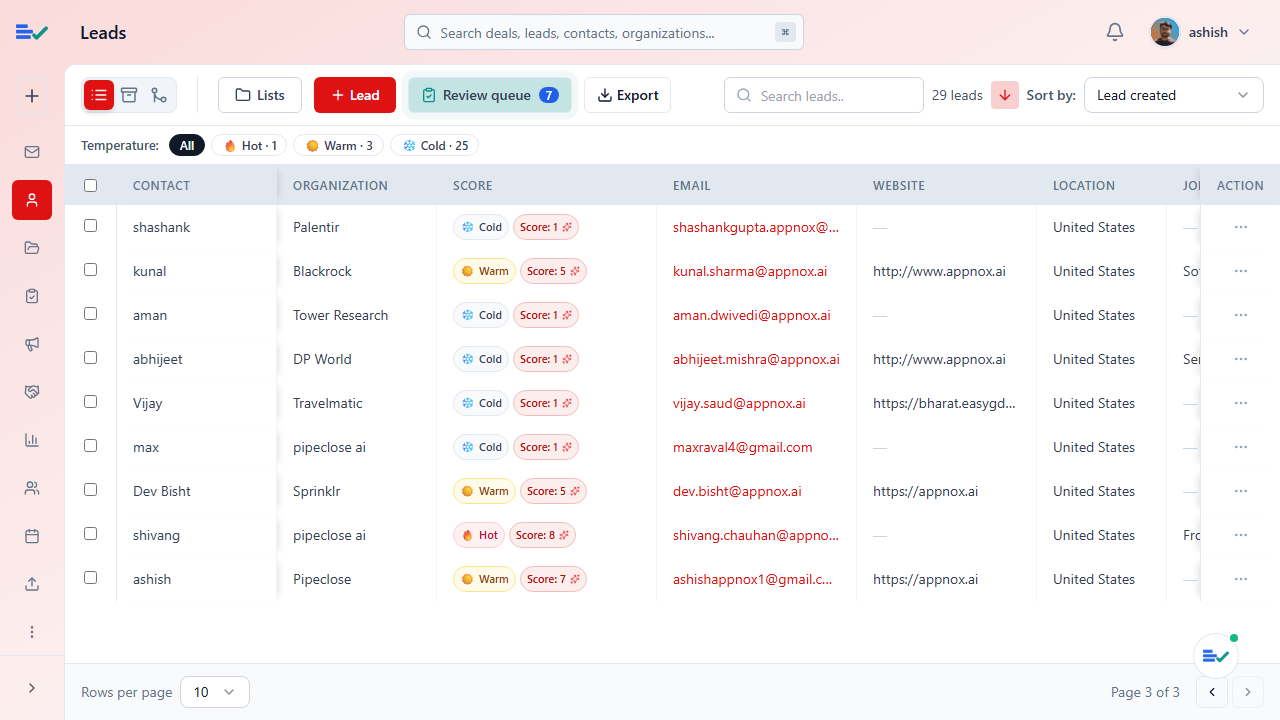 Leads
Search deals, leads, contacts, organizations... ⌘
ashish
Lists
+ Lead
Review queue 7
Export
Search leads..
29 leads
Sort by:
Lead created
Temperature: All Hot · 1 Warm · 3 Cold · 25
CONTACT ORGANIZATION SCORE EMAIL WEBSITE LOCATION JO ACTION
shashank Palentir Cold Score: 1 shashankgupta.appnox@... — United States — ...
kunal Blackrock Warm Score: 5 kunal.sharma@appnox.ai http://www.appnox.ai United States So ...
aman Tower Research Cold Score: 1 aman.dwivedi@appnox.ai — United States — ...
abhijeet DP World Cold Score: 1 abhijeet.mishra@appnox.ai http://www.appnox.ai United States Se ...
Vijay Travelmatic Cold Score: 1 vijay.saud@appnox.ai https://bharat.easygd... United States — ...
max pipeclose ai Cold Score: 1 maxraval4@gmail.com — United States — ...
Dev Bisht Sprinklr Warm Score: 5 dev.bisht@appnox.ai https://appnox.ai United States — ...
shivang pipeclose ai Hot Score: 8 shivang.chauhan@appno... — United States Fro ...
ashish Pipeclose Warm Score: 7 ashishappnox1@gmail.c... https://appnox.ai United States — ...
Rows per page 10
Page 3 of 3